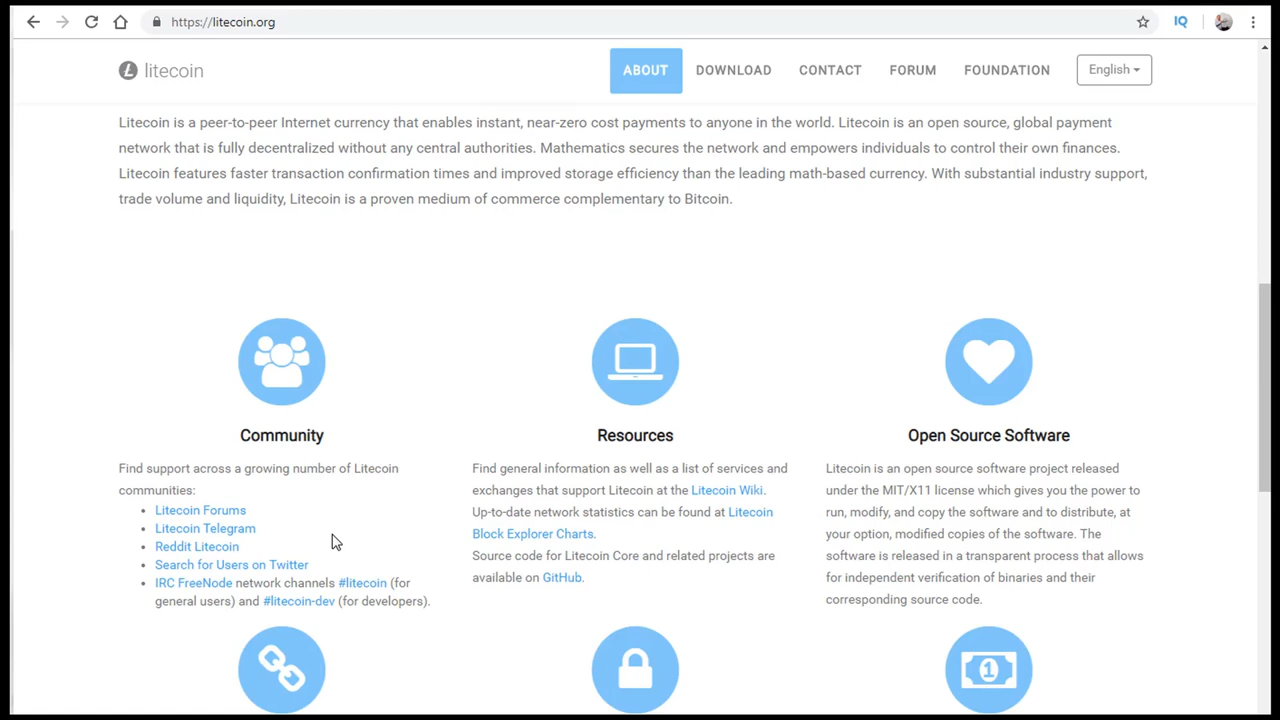 https://litecoin.org
IQ
litecoin
ABOUT DOWNLOAD CONTACT FORUM FOUNDATION English
Litecoin is a peer-to-peer Internet currency that enables instant, near-zero cost payments to anyone in the world. Litecoin is an open source, global payment
network that is fully decentralized without any central authorities. Mathematics secures the network and empowers individuals to control their own finances.
Litecoin features faster transaction confirmation times and improved storage efficiency than the leading math-based currency. With substantial industry support,
trade volume and liquidity, Litecoin is a proven medium of commerce complementary to Bitcoin.
Community
Find support across a growing number of Litecoin
communities:
• Litecoin Forums
• Litecoin Telegram
• Reddit Litecoin
• Search for Users on Twitter
• IRC FreeNode network channels #litecoin (for
general users) and #litecoin-dev (for developers).
Resources
Find general information as well as a list of services and
exchanges that support Litecoin at the Litecoin Wiki.
Up-to-date network statistics can be found at Litecoin
Block Explorer Charts.
Source code for Litecoin Core and related projects are
available on GitHub.
Open Source Software
Litecoin is an open source software project released
under the MIT/X11 license which gives you the power to
run, modify, and copy the software and to distribute, at
your option, modified copies of the software. The
software is released in a transparent process that allows
for independent verification of binaries and their
corresponding source code.
1